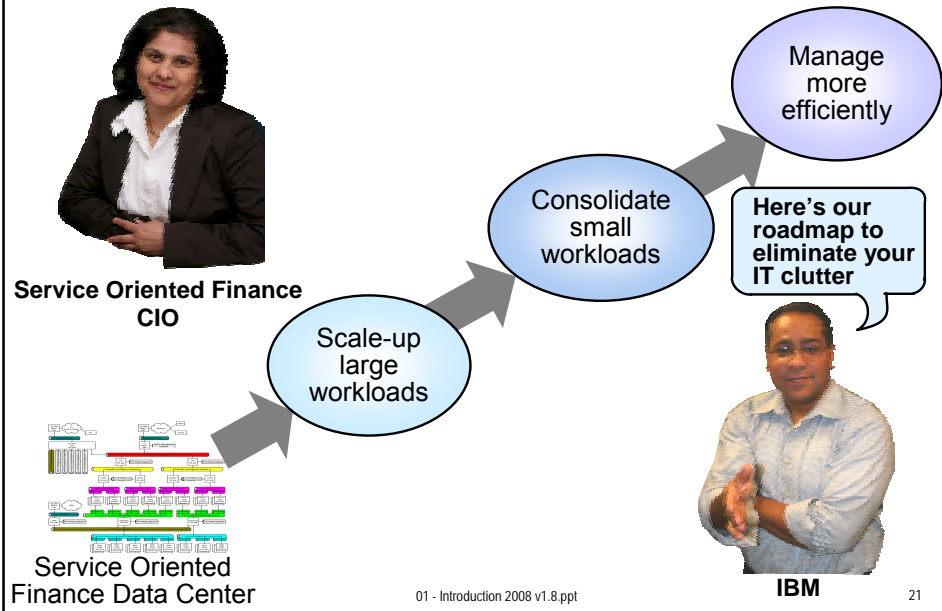 Manage
more
efficiently
Consolidate
small
workloads
Here's our
roadmap to
eliminate your
IT clutter
Service Oriented Finance
CIO
Scale-up
large
workloads
Service Oriented
Finance Data Center
01 - Introduction 2008 v1.8.ppt
IBM
21